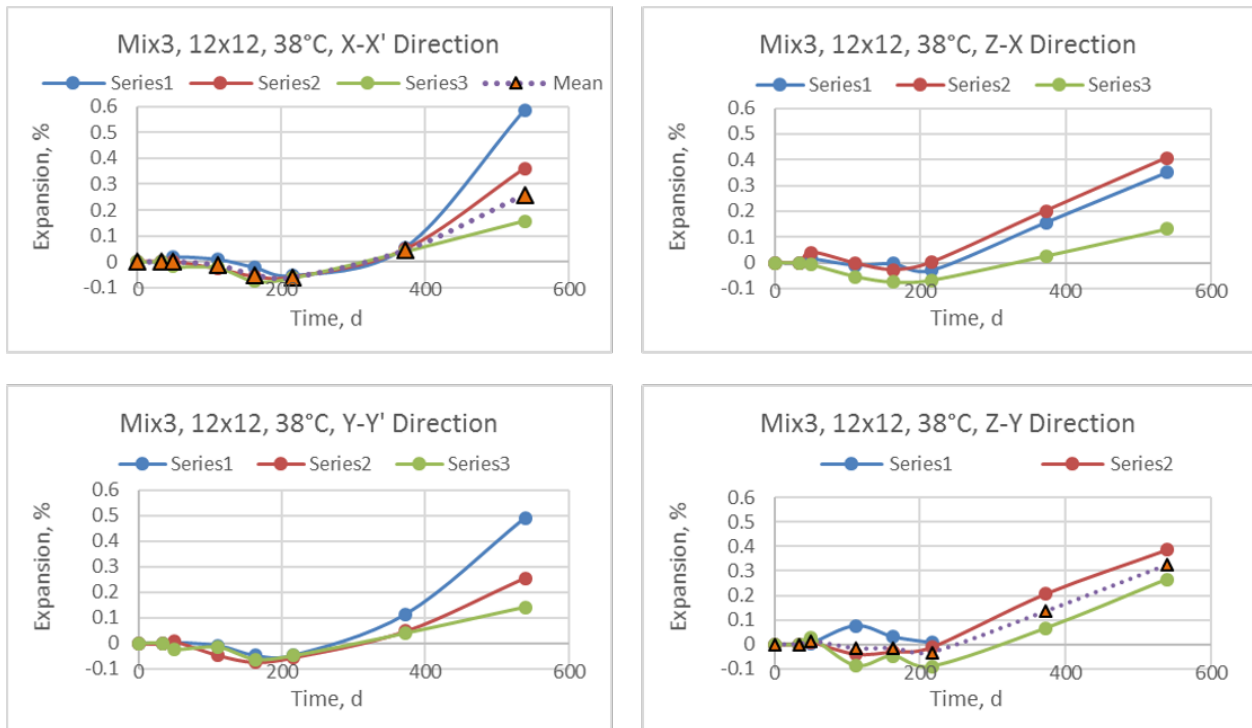 Mix3, 12x12, 38°C, X-X' Direction
Series1 Series2 Series3 Mean
Expansion, %
0.6
0.5
0.4
0.3
0.2
0.1
0
-0.1
0 200 400 600
Time, d
Mix3, 12x12, 38°C, Z-X Direction
Series1 Series2 Series3
Expansion, %
0.6
0.5
0.4
0.3
0.2
0.1
0
-0.1
0 200 400 600
Time, d
Mix3, 12x12, 38°C, Y-Y' Direction
Series1 Series2 Series3
Expansion, %
0.6
0.5
0.4
0.3
0.2
0.1
0
-0.1
0 200 400 600
Time, d
Mix3, 12x12, 38°C, Z-Y Direction
Series1 Series2
Expansion, %
0.6
0.5
0.4
0.3
0.2
0.1
0
-0.1
0 200 400 600
Time, d